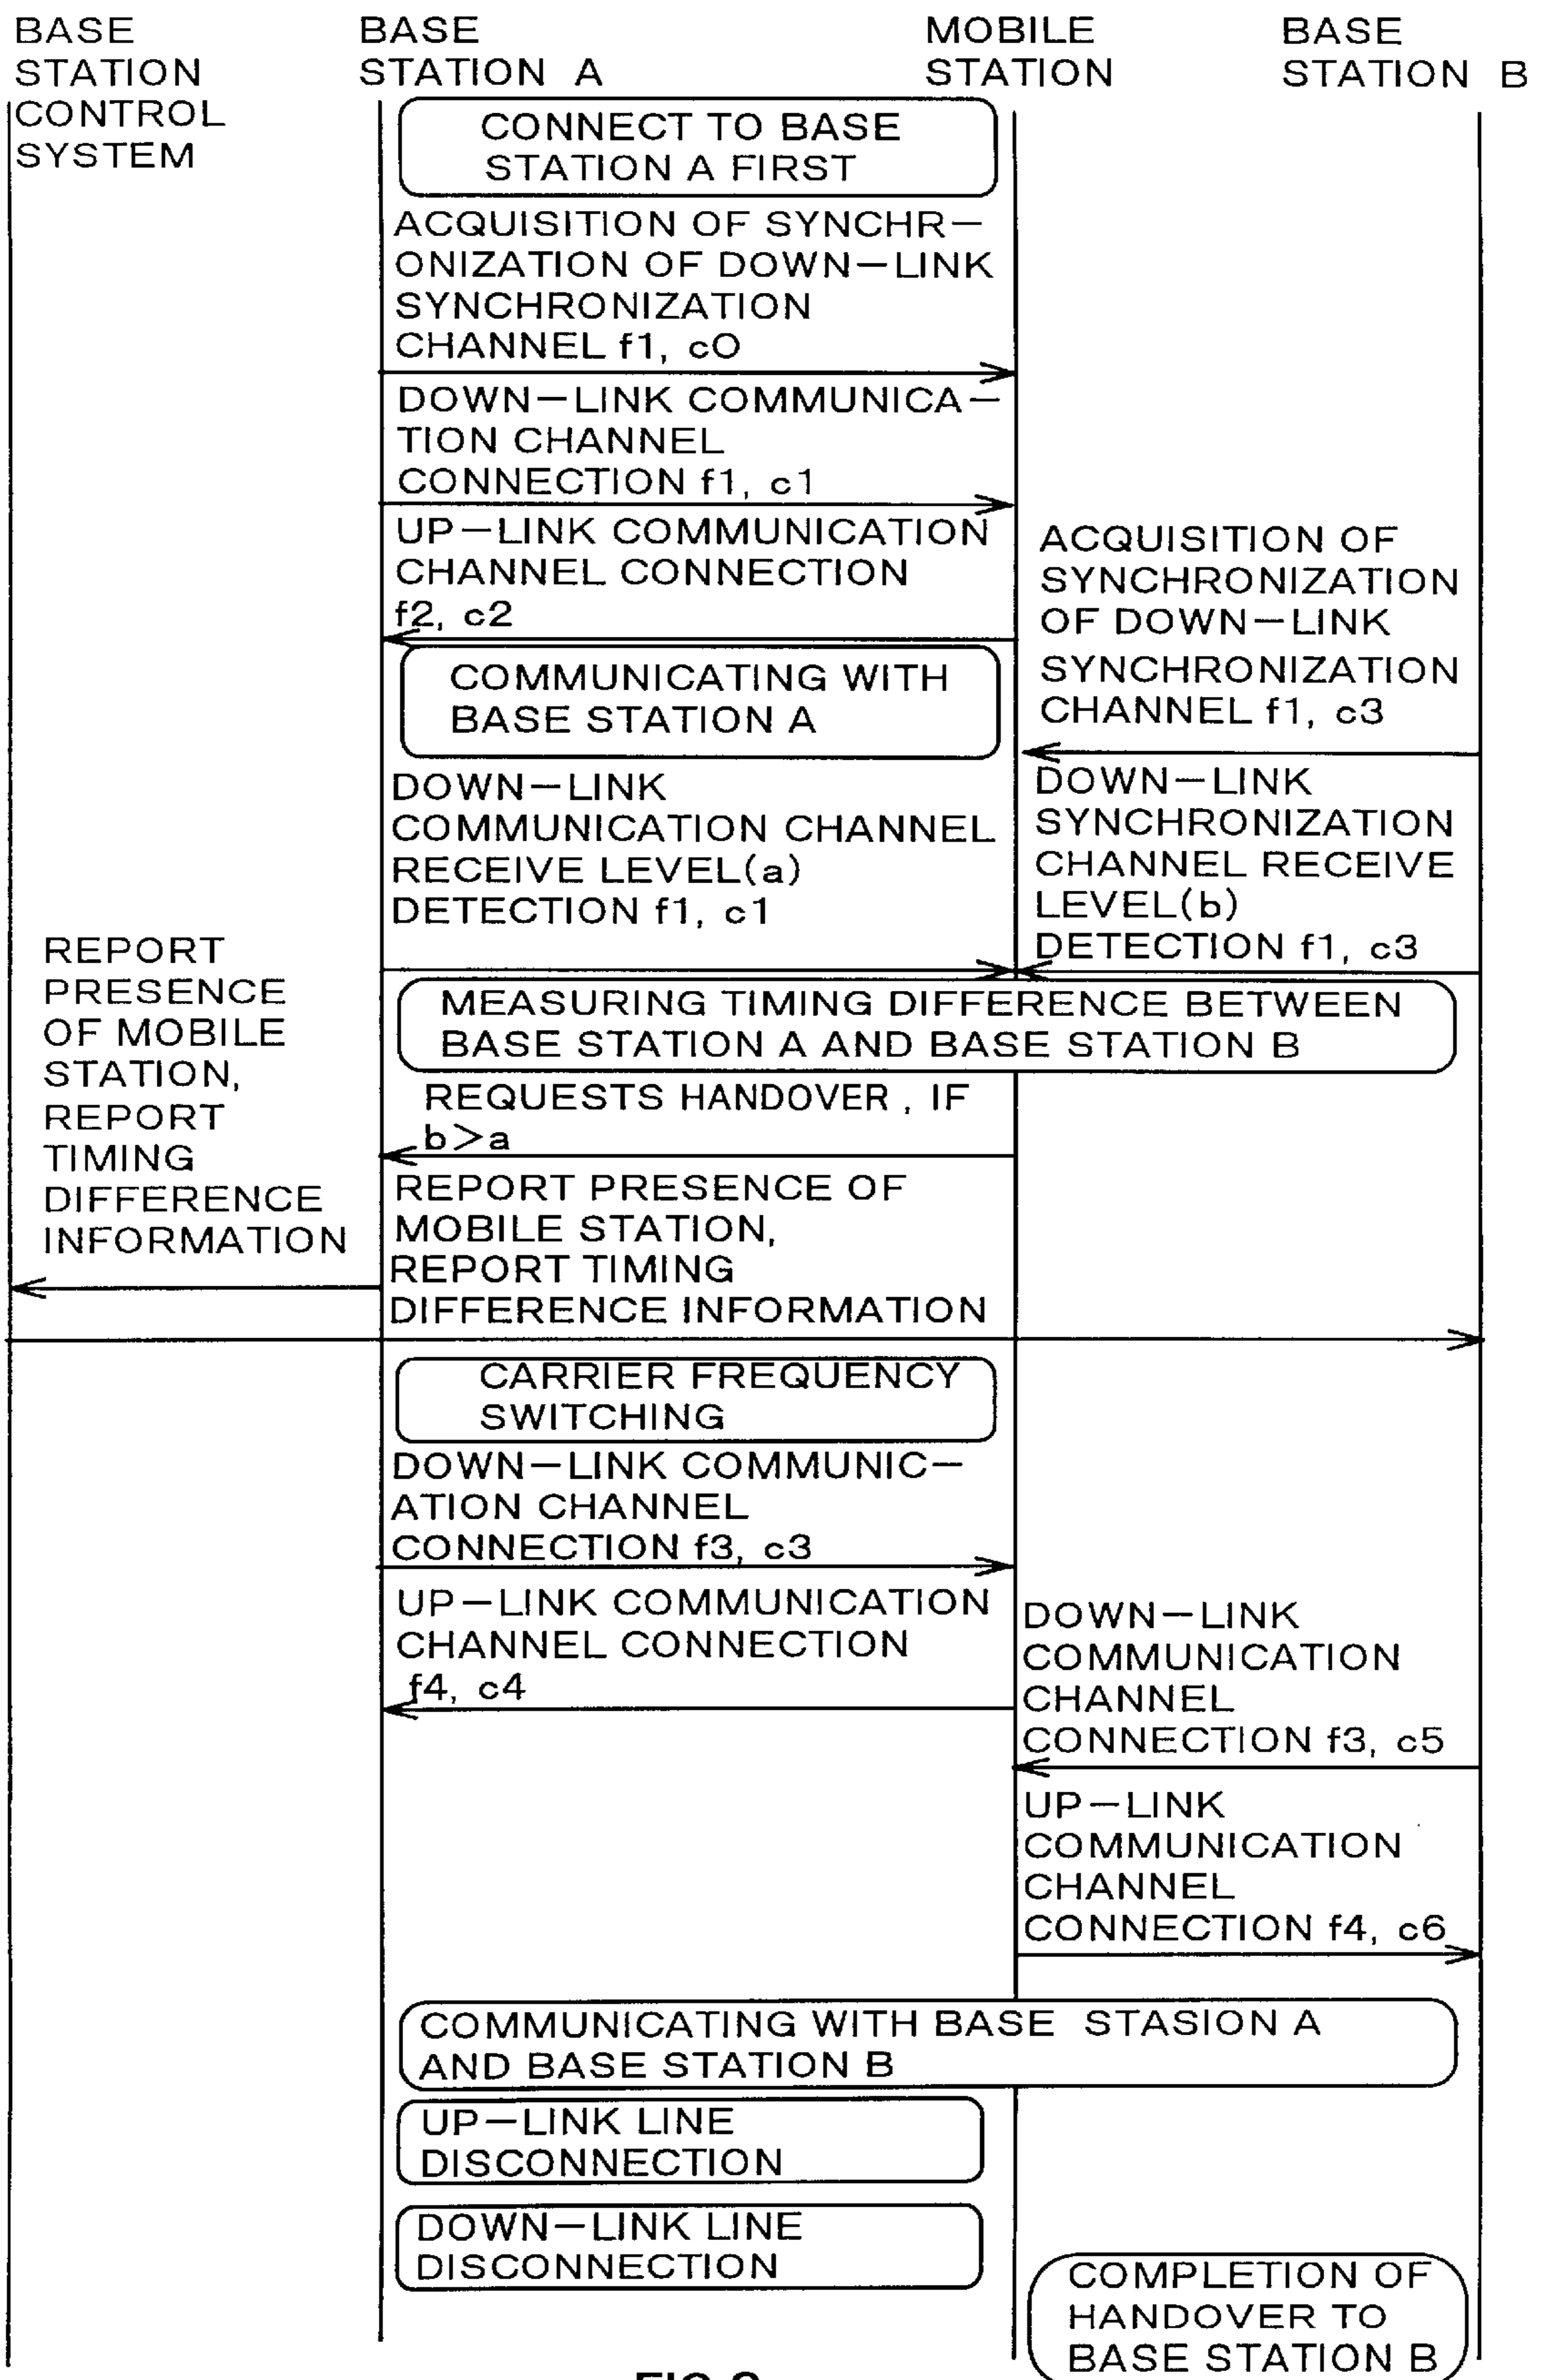 BASE
STATION
CONTROL
SYSTEM
BASE
STATION A
MOBILE
STATION
BASE
STATION B
CONNECT TO BASE
STATION A FIRST
ACQUISITION OF SYNCHR—
ONIZATION OF DOWN—LINK
SYNCHRONIZATION
CHANNEL f1, c0
DOWN—LINK COMMUNICA—
TION CHANNEL
CONNECTION f1, c1
UP—LINK COMMUNICATION
CHANNEL CONNECTION
f2, c2
ACQUISITION OF
SYNCHRONIZATION
OF DOWN—LINK
SYNCHRONIZATION
CHANNEL f1, c3
COMMUNICATING WITH
BASE STATION A
DOWN—LINK
COMMUNICATION CHANNEL
RECEIVE LEVEL(a)
DETECTION f1, c1
DOWN—LINK
SYNCHRONIZATION
CHANNEL RECEIVE
LEVEL(b)
DETECTION f1, c3
REPORT
PRESENCE
OF MOBILE
STATION,
REPORT
TIMING
DIFFERENCE
INFORMATION
MEASURING TIMING DIFFERENCE BETWEEN
BASE STATION A AND BASE STATION B
REQUESTS HANDOVER , IF
b>a
REPORT PRESENCE OF
MOBILE STATION,
REPORT TIMING
DIFFERENCE INFORMATION
CARRIER FREQUENCY
SWITCHING
DOWN—LINK COMMUNIC—
ATION CHANNEL
CONNECTION f3, c3
UP—LINK COMMUNICATION
CHANNEL CONNECTION
f4, c4
DOWN—LINK
COMMUNICATION
CHANNEL
CONNECTION f3, c5
UP—LINK
COMMUNICATION
CHANNEL
CONNECTION f4, c6
COMMUNICATING WITH BASE STASION A
AND BASE STATION B
UP—LINK LINE
DISCONNECTION
DOWN—LINK LINE
DISCONNECTION
COMPLETION OF
HANDOVER TO
BASE STATION B